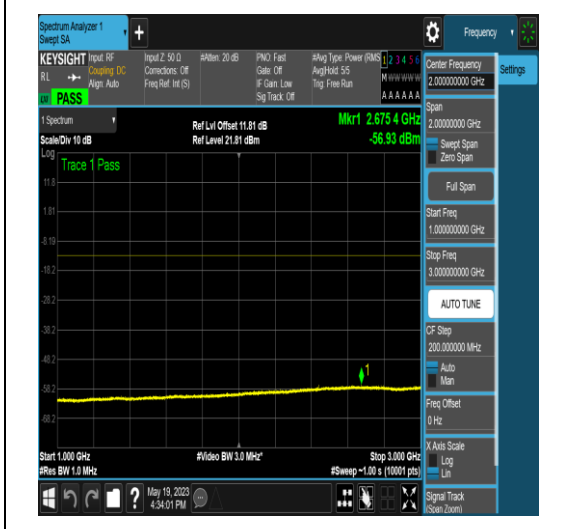 Spectrum Analyzer 1
Swept SA
+
Frequency
KEYSIGHT
Input: RF
Coupling: DC
Align: Auto
Input Z: 50 Ω
Corrections: Off
Freq Ref: Int (S)
#Atten: 20 dB
PNO: Fast
Gate: Off
IF Gain: Low
Sig Track: Off
#Avg Type: Power (RMS
Avg|Hold: 5/5
Trig: Free Run
1 2 3 4 5 6
M W W W W W
A A A A A A
R L
PASS
1 Spectrum
Scale/Div 10 dB
Ref Lvl Offset 11.81 dB
Ref Level 21.81 dBm
Mkr1 2.675 4 GHz
-56.93 dBm
Log
Trace 1 Pass
11.8
1.81
-8.19
-18.2
-28.2
-38.2
-48.2
-58.2
-68.2
1
Start 1.000 GHz
#Res BW 1.0 MHz
#Video BW 3.0 MHz*
Stop 3.000 GHz
#Sweep ~1.00 s (10001 pts)
?
May 19, 2023
4:34:01 PM
Center Frequency
2.000000000 GHz
Settings
Span
2.00000000 GHz
Swept Span
Zero Span
Full Span
Start Freq
1.000000000 GHz
Stop Freq
3.000000000 GHz
AUTO TUNE
CF Step
200.000000 MHz
Auto
Man
Freq Offset
0 Hz
X Axis Scale
Log
Lin
Signal Track
(Span Zoom)